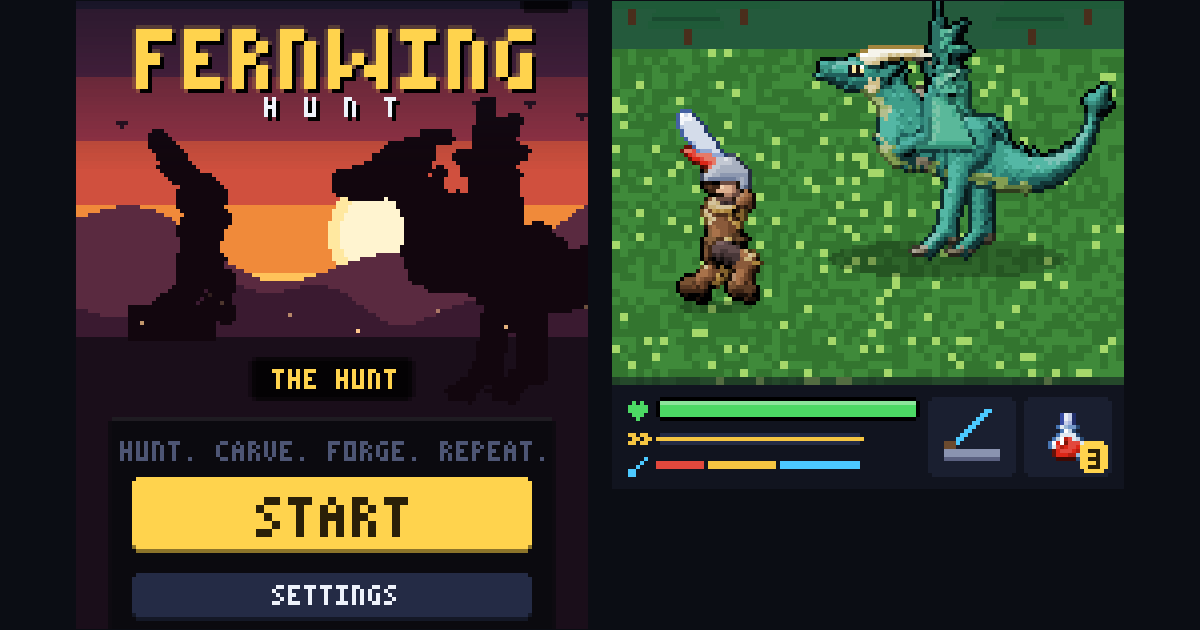 FERNWING
HUNT
THE HUNT
HUNT. CARVE. FORGE. REPEAT.
START
SETTINGS
3